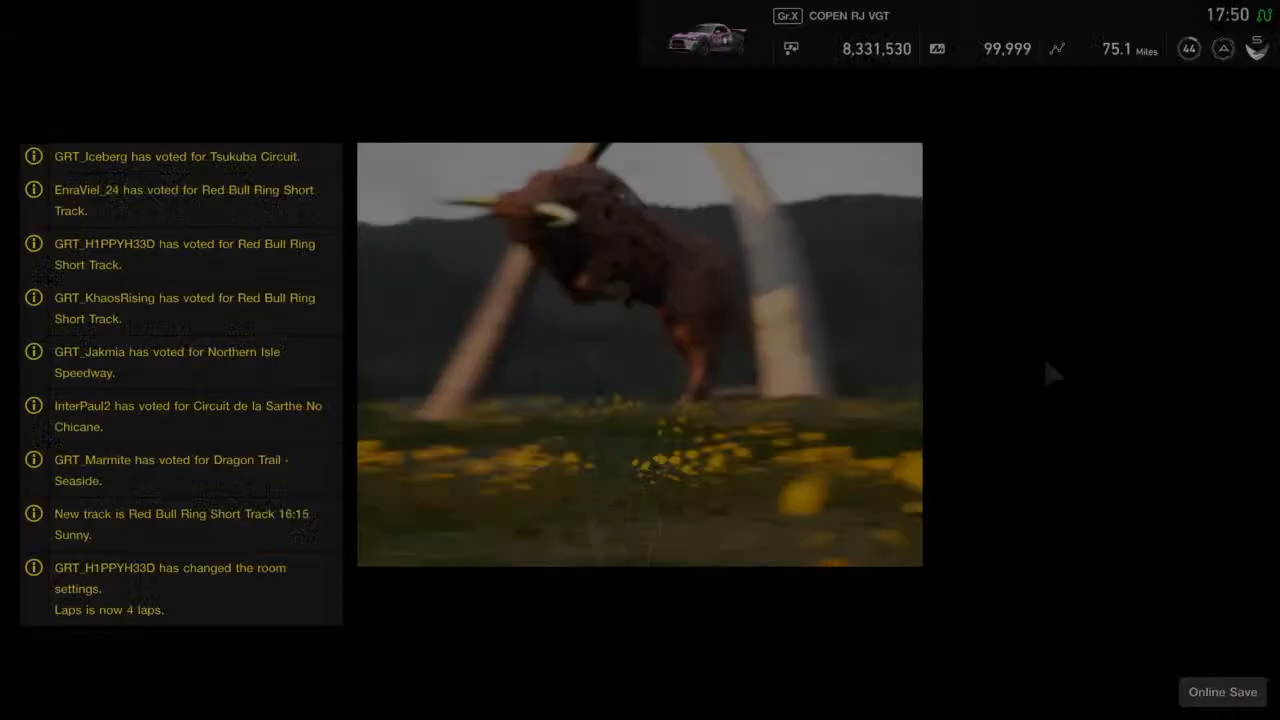 Gr.X COPEN RJ VGT 17:50
8,331,530 99,999 75.1 Miles 44 S
GRT_Iceberg has voted for Tsukuba Circuit.
EnraViel_24 has voted for Red Bull Ring Short
Track.
GRT_H1PPYH33D has voted for Red Bull Ring
Short Track.
GRT_KhaosRising has voted for Red Bull Ring
Short Track.
GRT_Jakmia has voted for Northern Isle
Speedway.
InterPaul2 has voted for Circuit de la Sarthe No
Chicane.
GRT_Marmite has voted for Dragon Trail -
Seaside.
New track is Red Bull Ring Short Track 16:15
Sunny.
GRT_H1PPYH33D has changed the room
settings.
Laps is now 4 laps.
Online Save